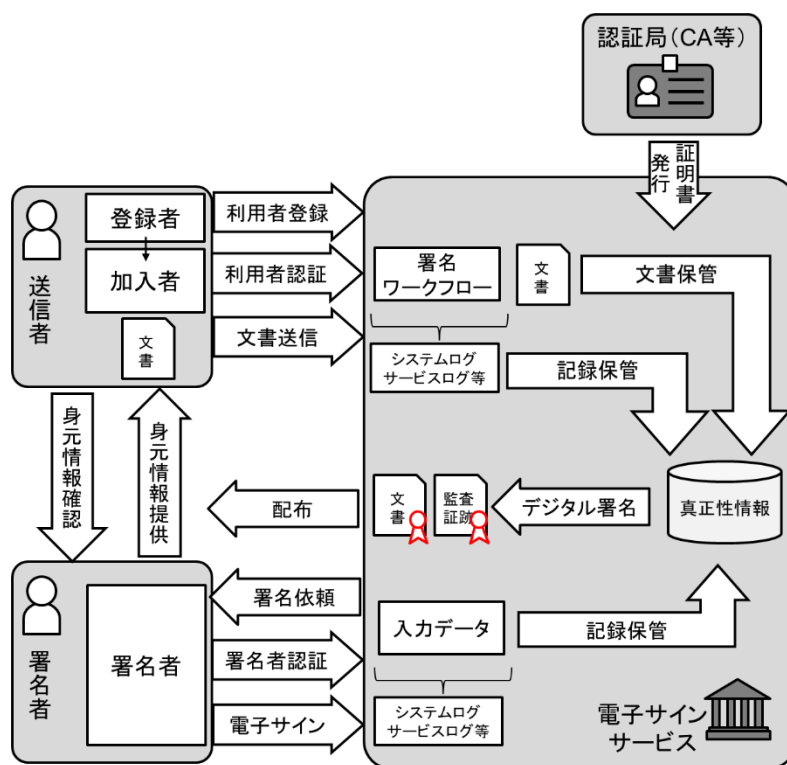 認証局（CA等）
証明書
発行
送信者
登録者
加入者
文書
利用者登録
利用者認証
文書送信
署名
ワークフロー
文書
文書保管
システムログ
サービスログ等
記録保管
身元情報確認
身元情報提供
配布
文書
監査
証跡
デジタル署名
真正性情報
署名者
署名者
署名依頼
署名者認証
電子サイン
入力データ
記録保管
システムログ
サービスログ等
電子サイン
サービス